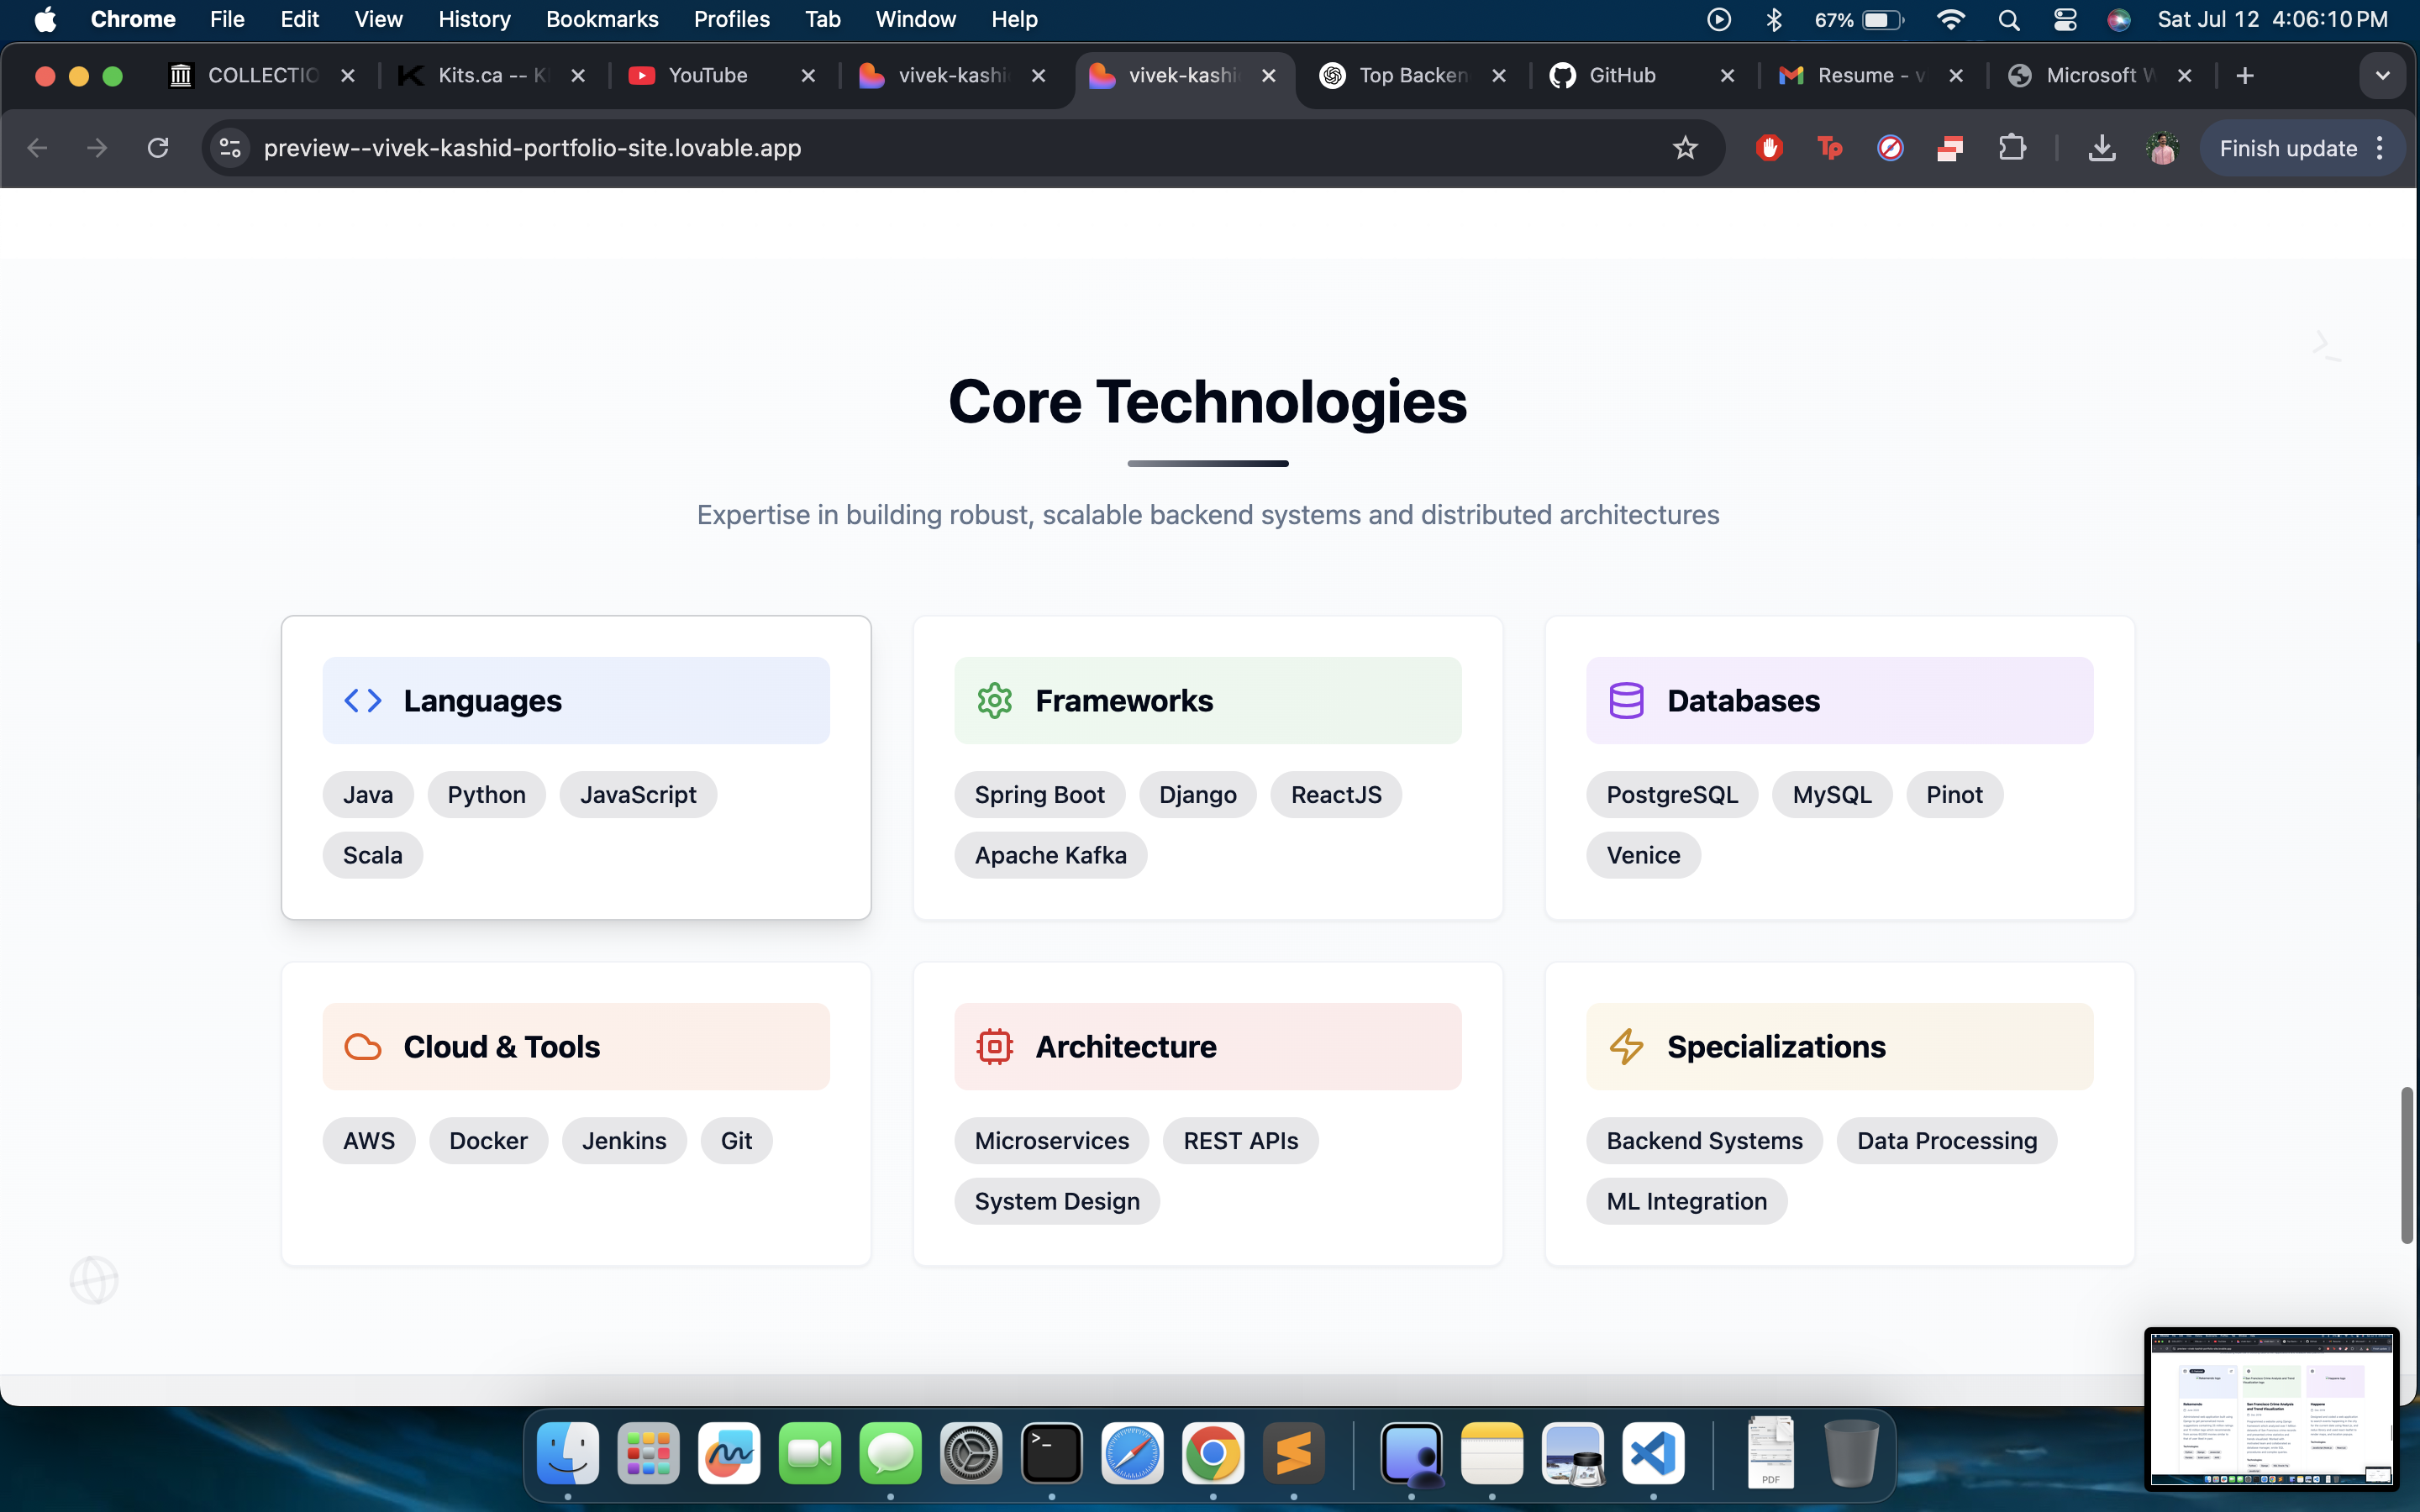 Chrome File Edit View History Bookmarks Profiles Tab Window Help 67% Sat Jul 12 4:06:10 PM
COLLECTIO Kits.ca -- K YouTube vivek-kashi vivek-kashi Top Backen GitHub Resume - v Microsoft W
preview--vivek-kashid-portfolio-site.lovable.app Tp Finish update
Core Technologies
Expertise in building robust, scalable backend systems and distributed architectures
Languages
Java Python JavaScript
Scala
Frameworks
Spring Boot Django ReactJS
Apache Kafka
Databases
PostgreSQL MySQL Pinot
Venice
Cloud & Tools
AWS Docker Jenkins Git
Architecture
Microservices REST APIs
System Design
Specializations
Backend Systems Data Processing
ML Integration
PDF